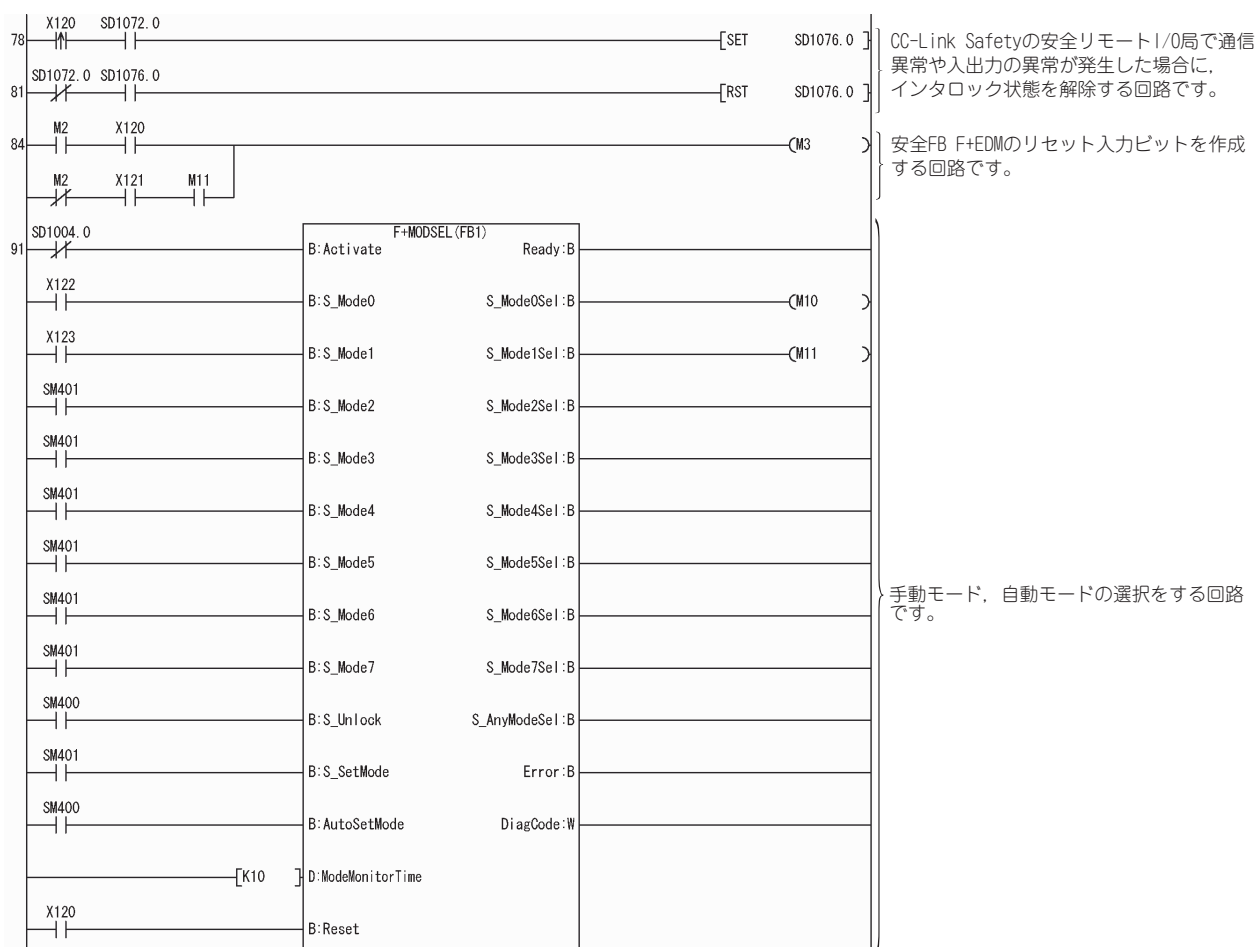 X120 SD1072.0
78 SET SD1076.0
CC-Link Safetyの安全リモートI/O局で通信
異常や入出力の異常が発生した場合に，
インタロック状態を解除する回路です。
SD1072.0 SD1076.0
81 RST SD1076.0
M2 X120
84 M3
安全FB F+EDMのリセット入力ビットを作成
する回路です。
M2 X121 M11
SD1004.0
F+MODSEL(FB1)
91 B:Activate Ready:B
X122
B:S_Mode0 S_Mode0Sel:B M10
X123
B:S_Mode1 S_Mode1Sel:B M11
SM401
B:S_Mode2 S_Mode2Sel:B
SM401
B:S_Mode3 S_Mode3Sel:B
SM401
B:S_Mode4 S_Mode4Sel:B
SM401
B:S_Mode5 S_Mode5Sel:B
手動モード，自動モードの選択をする回路
です。
SM401
B:S_Mode6 S_Mode6Sel:B
SM401
B:S_Mode7 S_Mode7Sel:B
SM400
B:S_Unlock S_AnyModeSel:B
SM401
B:S_SetMode Error:B
SM400
B:AutoSetMode DiagCode:W
K10 D:ModeMonitorTime
X120
B:Reset